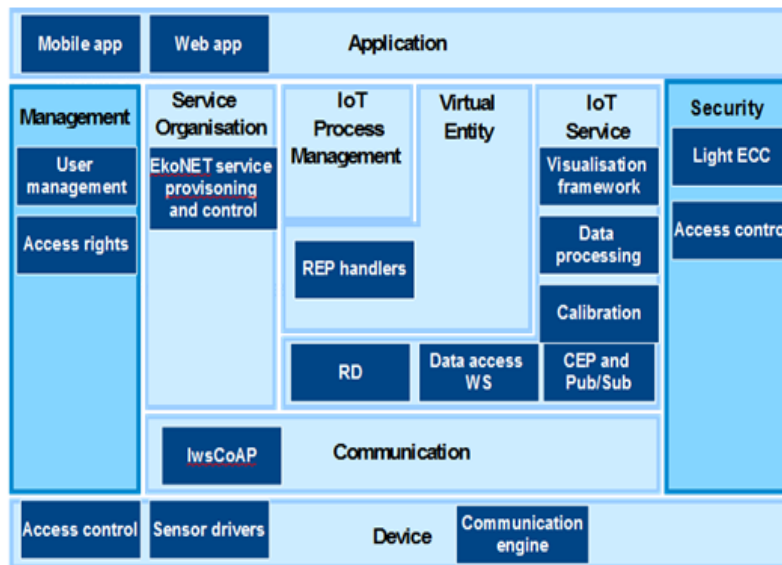 Mobile app
Web app
Application
Management
User
management
Access rights
Service
Organisation
EkoNET service
provisoning
and control
IoT
Process
Management
Virtual
Entity
REP handlers
IoT
Service
Visualisation
framework
Data
processing
Calibration
RD
Data access
WS
CEP and
Pub/Sub
Security
Light ECC
Access control
lwsCoAP
Communication
Access control
Sensor drivers
Device
Communication
engine